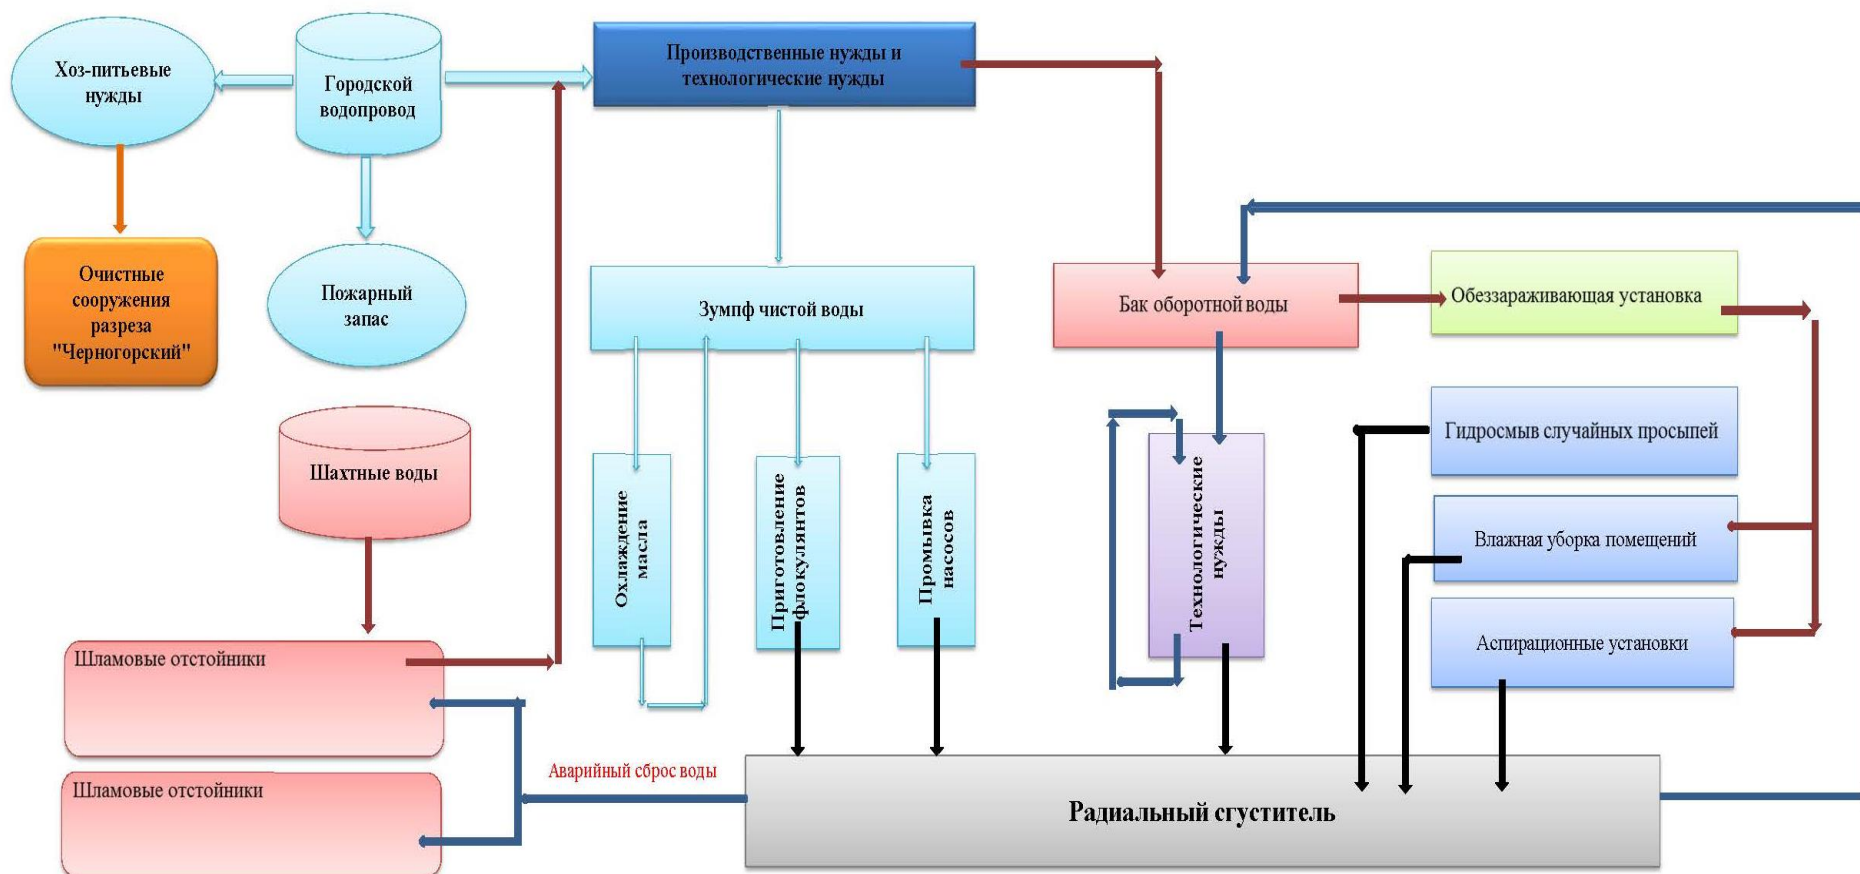 Хоз-питьевые
нужды
Городской
водопровод
Производственные нужды и
технологические нужды
Очистные
сооружения
разреза
"Черногорский"
Пожарный
запас
Зумпф чистой воды
Бак оборотной воды
Обеззараживающая установка
Шахтные воды
Охлаждение
масла
Приготовление
флокулянтов
Промывка
насосов
Технологические
нужды
Гидросмыв случайных просыпей
Влажная уборка помещений
Аспирационные установки
Шламовые отстойники
Шламовые отстойники
Аварийный сброс воды
Радиальный сгуститель